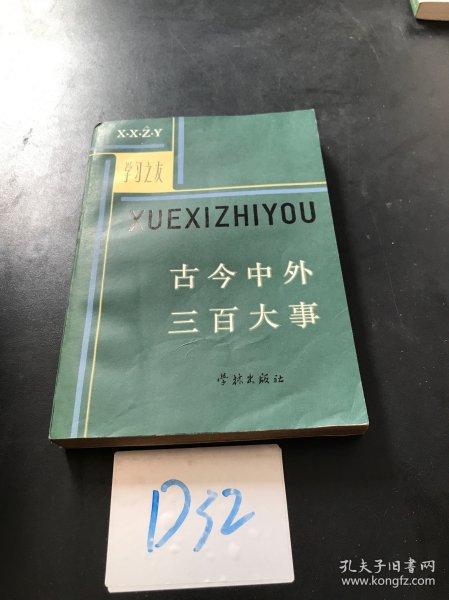 X·X·Z·Y
学习之友
XUEXIZHIYOU
古今中外
三百大事
学林出版社
D52
孔夫子旧书网
www.kongfz.com